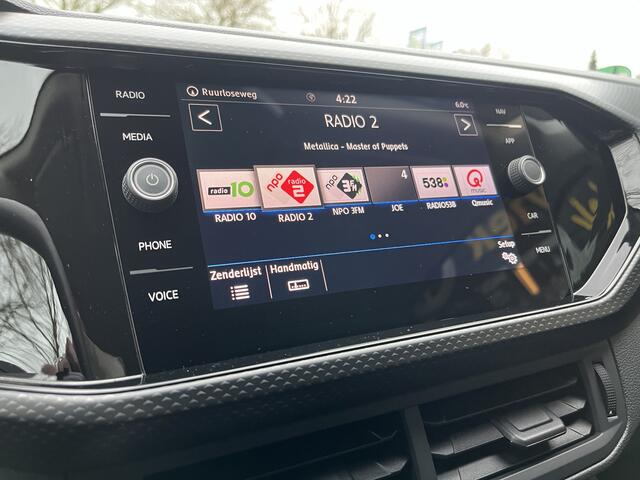 RADIO
MEDIA
PHONE
VOICE
Ruurloseweg
4:22
6.0°C
<
RADIO 2
>
Metallica - Master of Puppets
radio10
npo radio 2
npo 3FM
4
538
Q music
RADIO 10
RADIO 2
NPO 3FM
JOE
RADIO538
Qmusic
Zenderlijst
Handmatig
Setup
NAV
APP
CAR
MENU